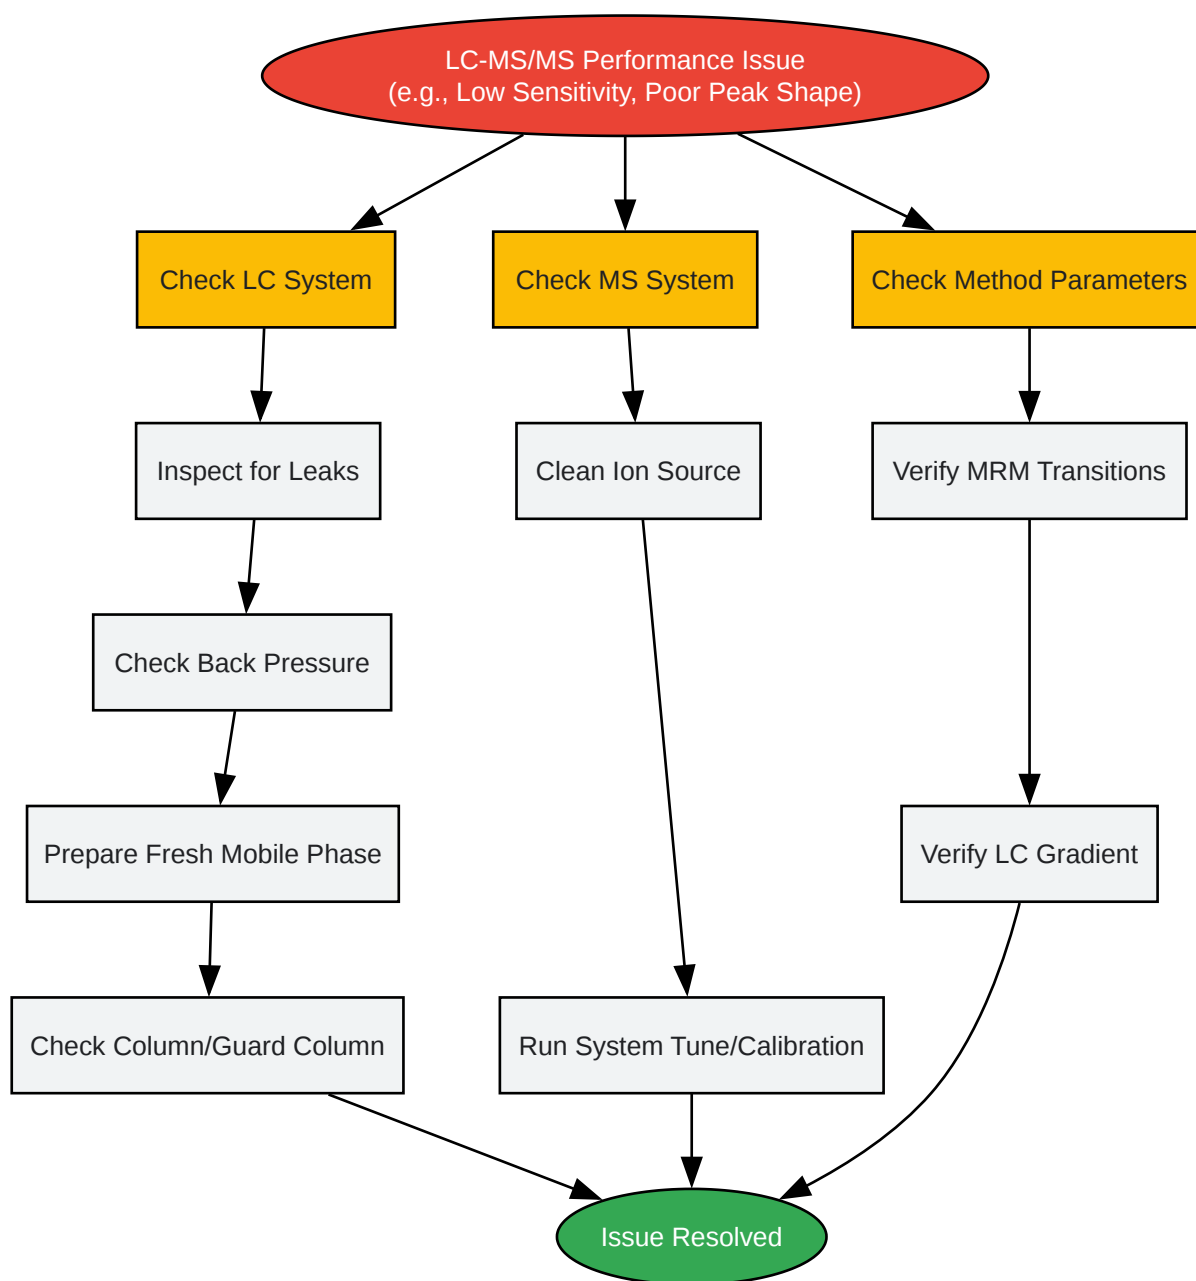 LC-MS/MS Performance Issue
(e.g., Low Sensitivity, Poor Peak Shape)
Check LC System
Check MS System
Check Method Parameters
Inspect for Leaks
Clean Ion Source
Verify MRM Transitions
Check Back Pressure
Prepare Fresh Mobile Phase
Verify LC Gradient
Check Column/Guard Column
Run System Tune/Calibration
Issue Resolved